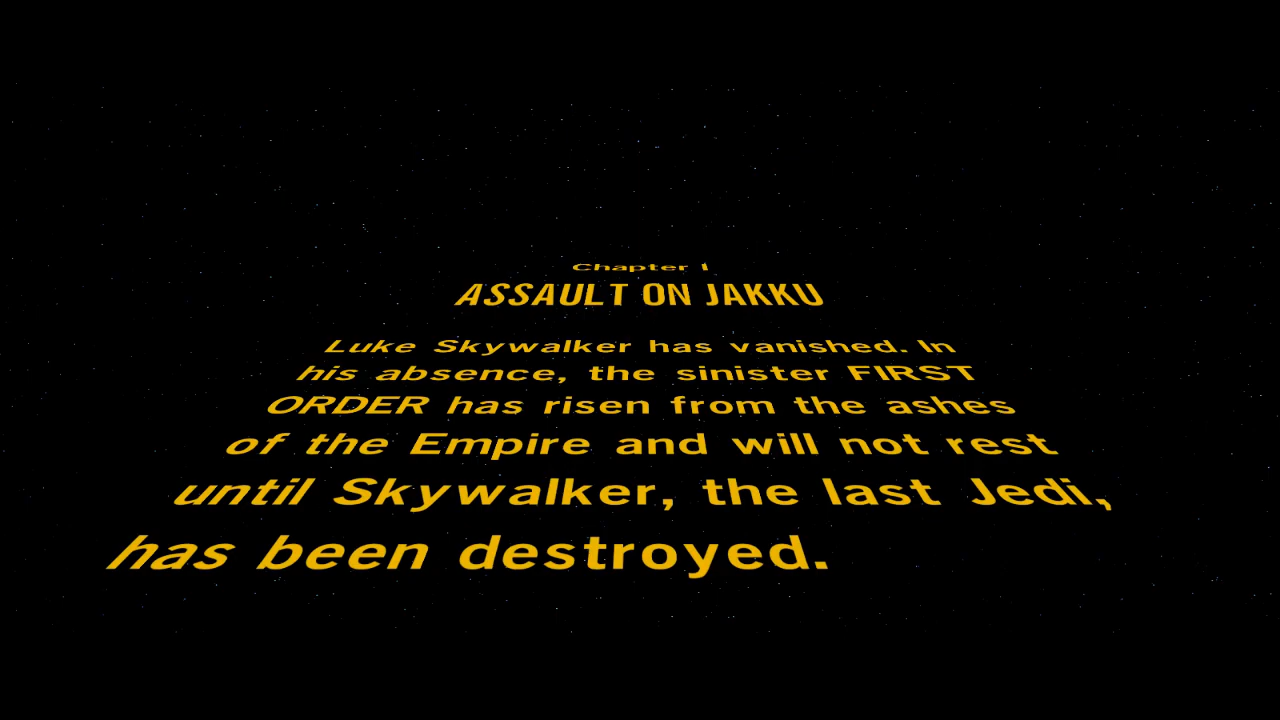 Chapter I
ASSAULT ON JAKKU
Luke Skywalker has vanished. In
his absence, the sinister FIRST
ORDER has risen from the ashes
of the Empire and will not rest
until Skywalker, the last Jedi,
has been destroyed.